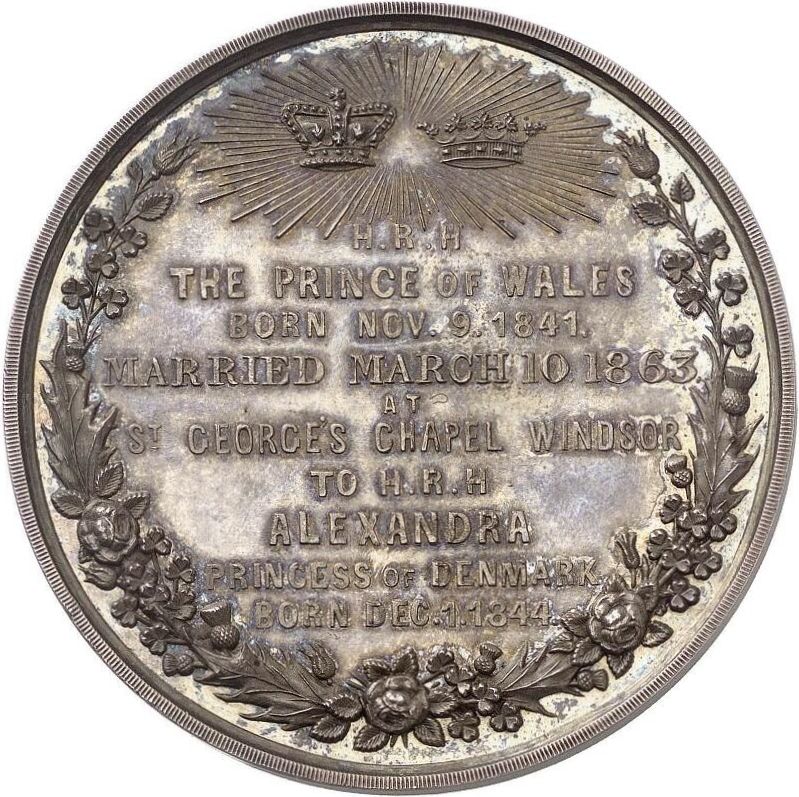 H.R.H
THE PRINCE OF WALES
BORN NOV. 9. 1841.
MARRIED MARCH 10 1863
AT
ST GEORGE'S CHAPEL WINDSOR
TO H.R.H
ALEXANDRA
PRINCESS OF DENMARK
BORN DEC. 1. 1844.